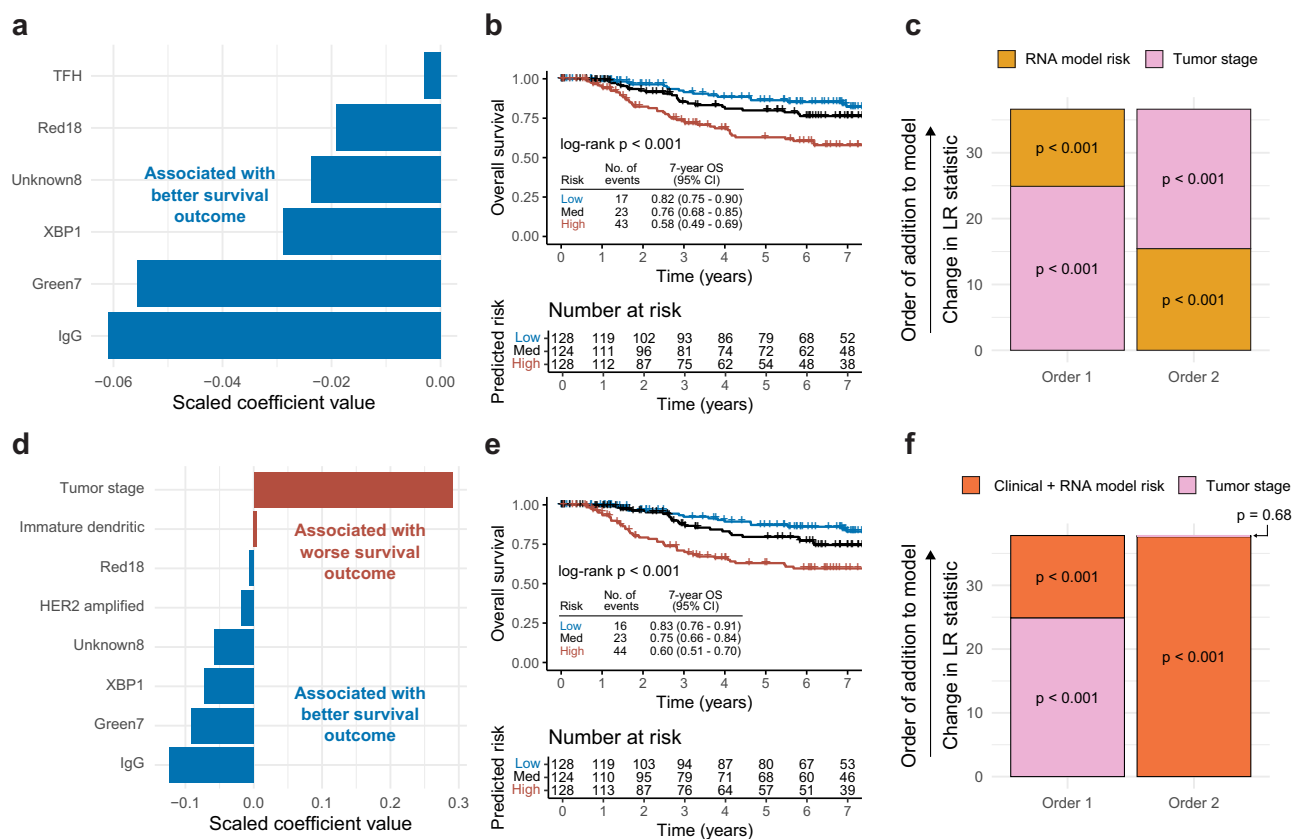 a
TFH
Red18
Unknown8
XBP1
Green7
IgG
Associated with
better survival
outcome
−0.06 −0.04 −0.02 0.00
Scaled coefficient value
b
Overall survival
1.00
0.75
0.50
0.25
0.00
log-rank p < 0.001
Risk No. of events 7-year OS (95% CI)
Low 17 0.82 (0.75 - 0.90)
Med 23 0.76 (0.68 - 0.85)
High 43 0.58 (0.49 - 0.69)
0 1 2 3 4 5 6 7
Time (years)
Number at risk
Predicted risk
Low 128 119 102 93 86 79 68 52
Med 124 111 96 81 74 72 62 48
High 128 112 87 75 62 54 48 38
0 1 2 3 4 5 6 7
Time (years)
c
RNA model risk Tumor stage
Order of addition to model
Change in LR statistic
30
20
10
0
p < 0.001
p < 0.001
p < 0.001
p < 0.001
Order 1 Order 2
d
Tumor stage
Immature dendritic
Red18
HER2 amplified
Unknown8
XBP1
Green7
IgG
Associated with
worse survival
outcome
Associated with
better survival
outcome
−0.1 0.0 0.1 0.2 0.3
Scaled coefficient value
e
Overall survival
1.00
0.75
0.50
0.25
0.00
log-rank p < 0.001
Risk No. of events 7-year OS (95% CI)
Low 16 0.83 (0.76 - 0.91)
Med 23 0.75 (0.66 - 0.84)
High 44 0.60 (0.51 - 0.70)
0 1 2 3 4 5 6 7
Time (years)
Number at risk
Predicted risk
Low 128 119 103 94 87 80 67 53
Med 124 110 95 79 71 68 60 46
High 128 113 87 76 64 57 51 39
0 1 2 3 4 5 6 7
Time (years)
f
Clinical + RNA model risk Tumor stage
p = 0.68
Order of addition to model
Change in LR statistic
30
20
10
0
p < 0.001
p < 0.001
p < 0.001
Order 1 Order 2